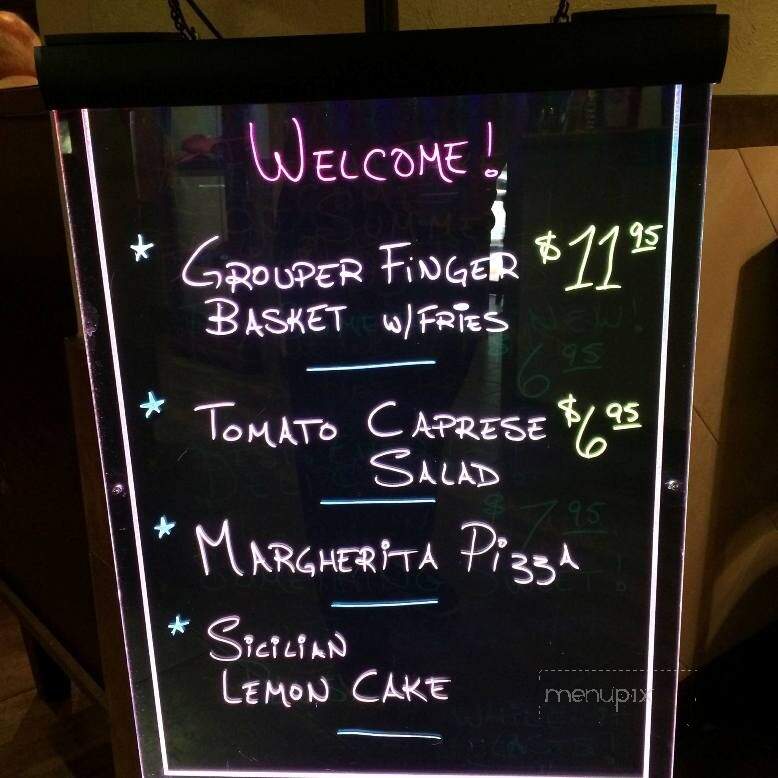 WELCOME!
* GROUPER FINGER $11.95
BASKET W/FRIES
* TOMATO CAPRESE $6.95
SALAD
* MARGHERITA PIZZA
* SICILIAN
LEMON CAKE
menupix